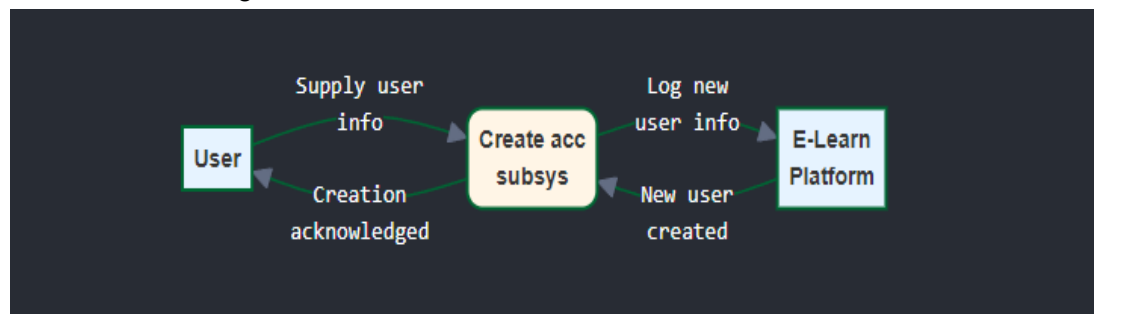 Supply user
info
Log new
user info
User
Create acc
subsys
E-Learn
Platform
Creation
acknowledged
New user
created